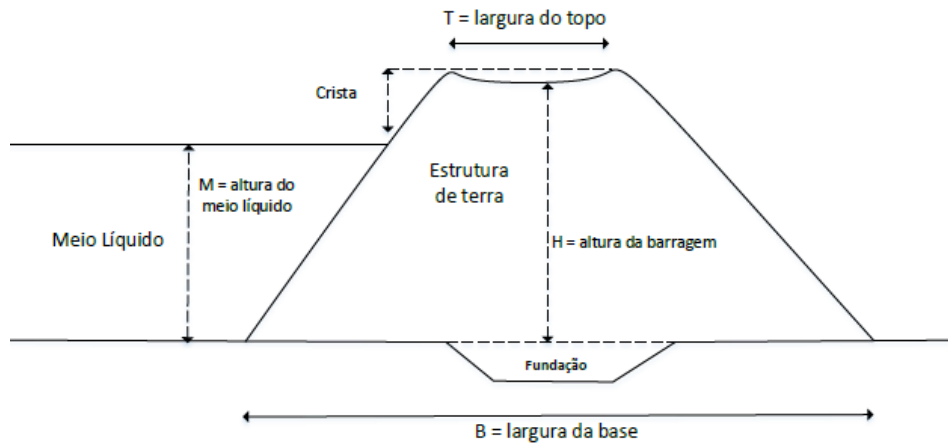 T = largura do topo
Crista
M = altura do
meio líquido
Estrutura
de terra
Meio Líquido
H = altura da barragem
Fundação
B = largura da base